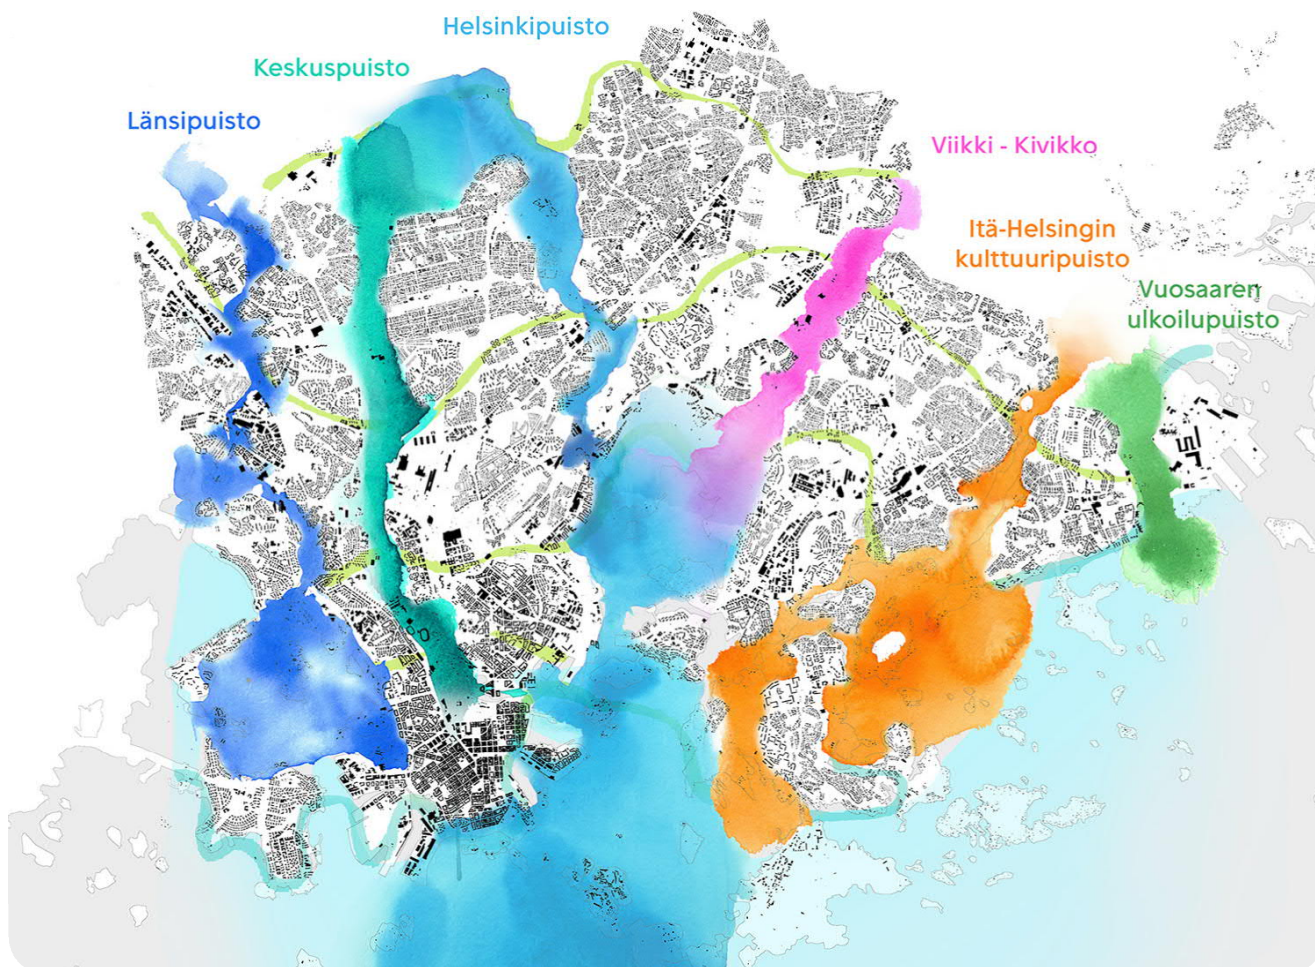 Helsinkipuisto
Keskuspuisto
Länsipuisto
Viikki - Kivikko
Itä-Helsingin
kulttuuripuisto
Vuosaaren
ulkoilupuisto